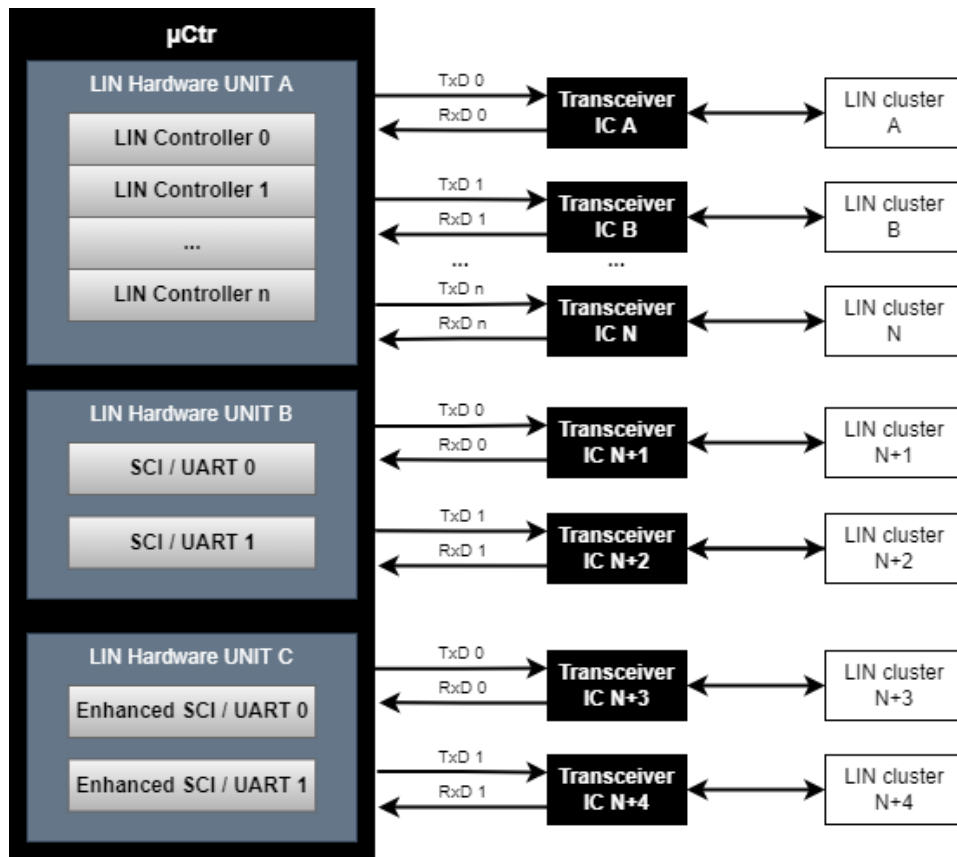 µCtr
LIN Hardware UNIT A
LIN Controller 0
LIN Controller 1
...
LIN Controller n
TxD 0
RxD 0
Transceiver
IC A
LIN cluster
A
TxD 1
RxD 1
Transceiver
IC B
LIN cluster
B
...
...
TxD n
RxD n
Transceiver
IC N
LIN cluster
N
LIN Hardware UNIT B
SCI / UART 0
SCI / UART 1
TxD 0
RxD 0
Transceiver
IC N+1
LIN cluster
N+1
TxD 1
RxD 1
Transceiver
IC N+2
LIN cluster
N+2
LIN Hardware UNIT C
Enhanced SCI / UART 0
Enhanced SCI / UART 1
TxD 0
RxD 0
Transceiver
IC N+3
LIN cluster
N+3
TxD 1
RxD 1
Transceiver
IC N+4
LIN cluster
N+4